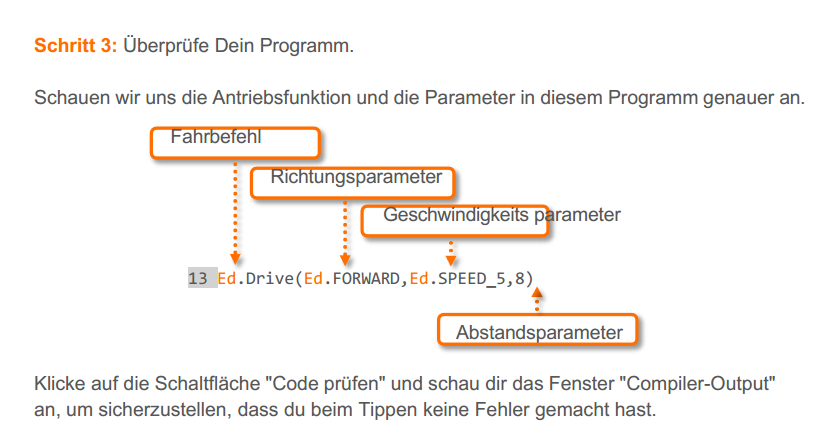 Schritt 3: Überprüfe Dein Programm.
Schauen wir uns die Antriebsfunktion und die Parameter in diesem Programm genauer an.
Fahrbefehl
Richtungsparameter
Geschwindigkeits parameter
13 Ed.Drive(Ed.FORWARD,Ed.SPEED_5,8)
Abstandsparameter
Klicke auf die Schaltfläche "Code prüfen" und schau dir das Fenster "Compiler-Output"
an, um sicherzustellen, dass du beim Tippen keine Fehler gemacht hast.